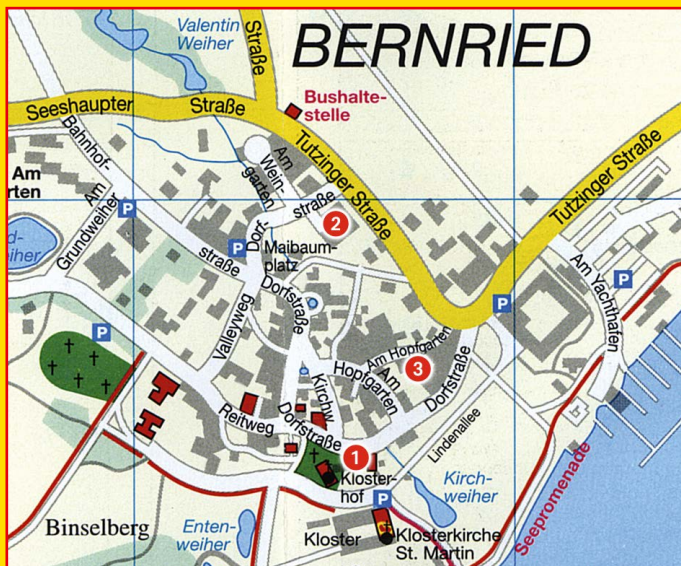 BERNRIED
Valentin
Weiher
Straße
Bushalte-
stelle
Seeshaupter
Straße
Tutzinger Straße
Tutzinger Straße
Bahnhof-
straße
Am
Wein-
garten
Am
rten
Am
Grundweiher
P
2
Dorf-
straße
P
Maibaum-
platz
d-
iher
Am Yachthafen
P
P
Dorfstraße
Valleyweg
P
Am Hopfgarten
Hopfgarten
Am
3
Dorfstraße
Kirchw.
Reitweg
Dorfstraße
Lindenallee
1
Kloster-
hof
Kirch-
weiher
P
Seepromenade
Binselberg
Enten-
weiher
Kloster
Klosterkirche
St. Martin